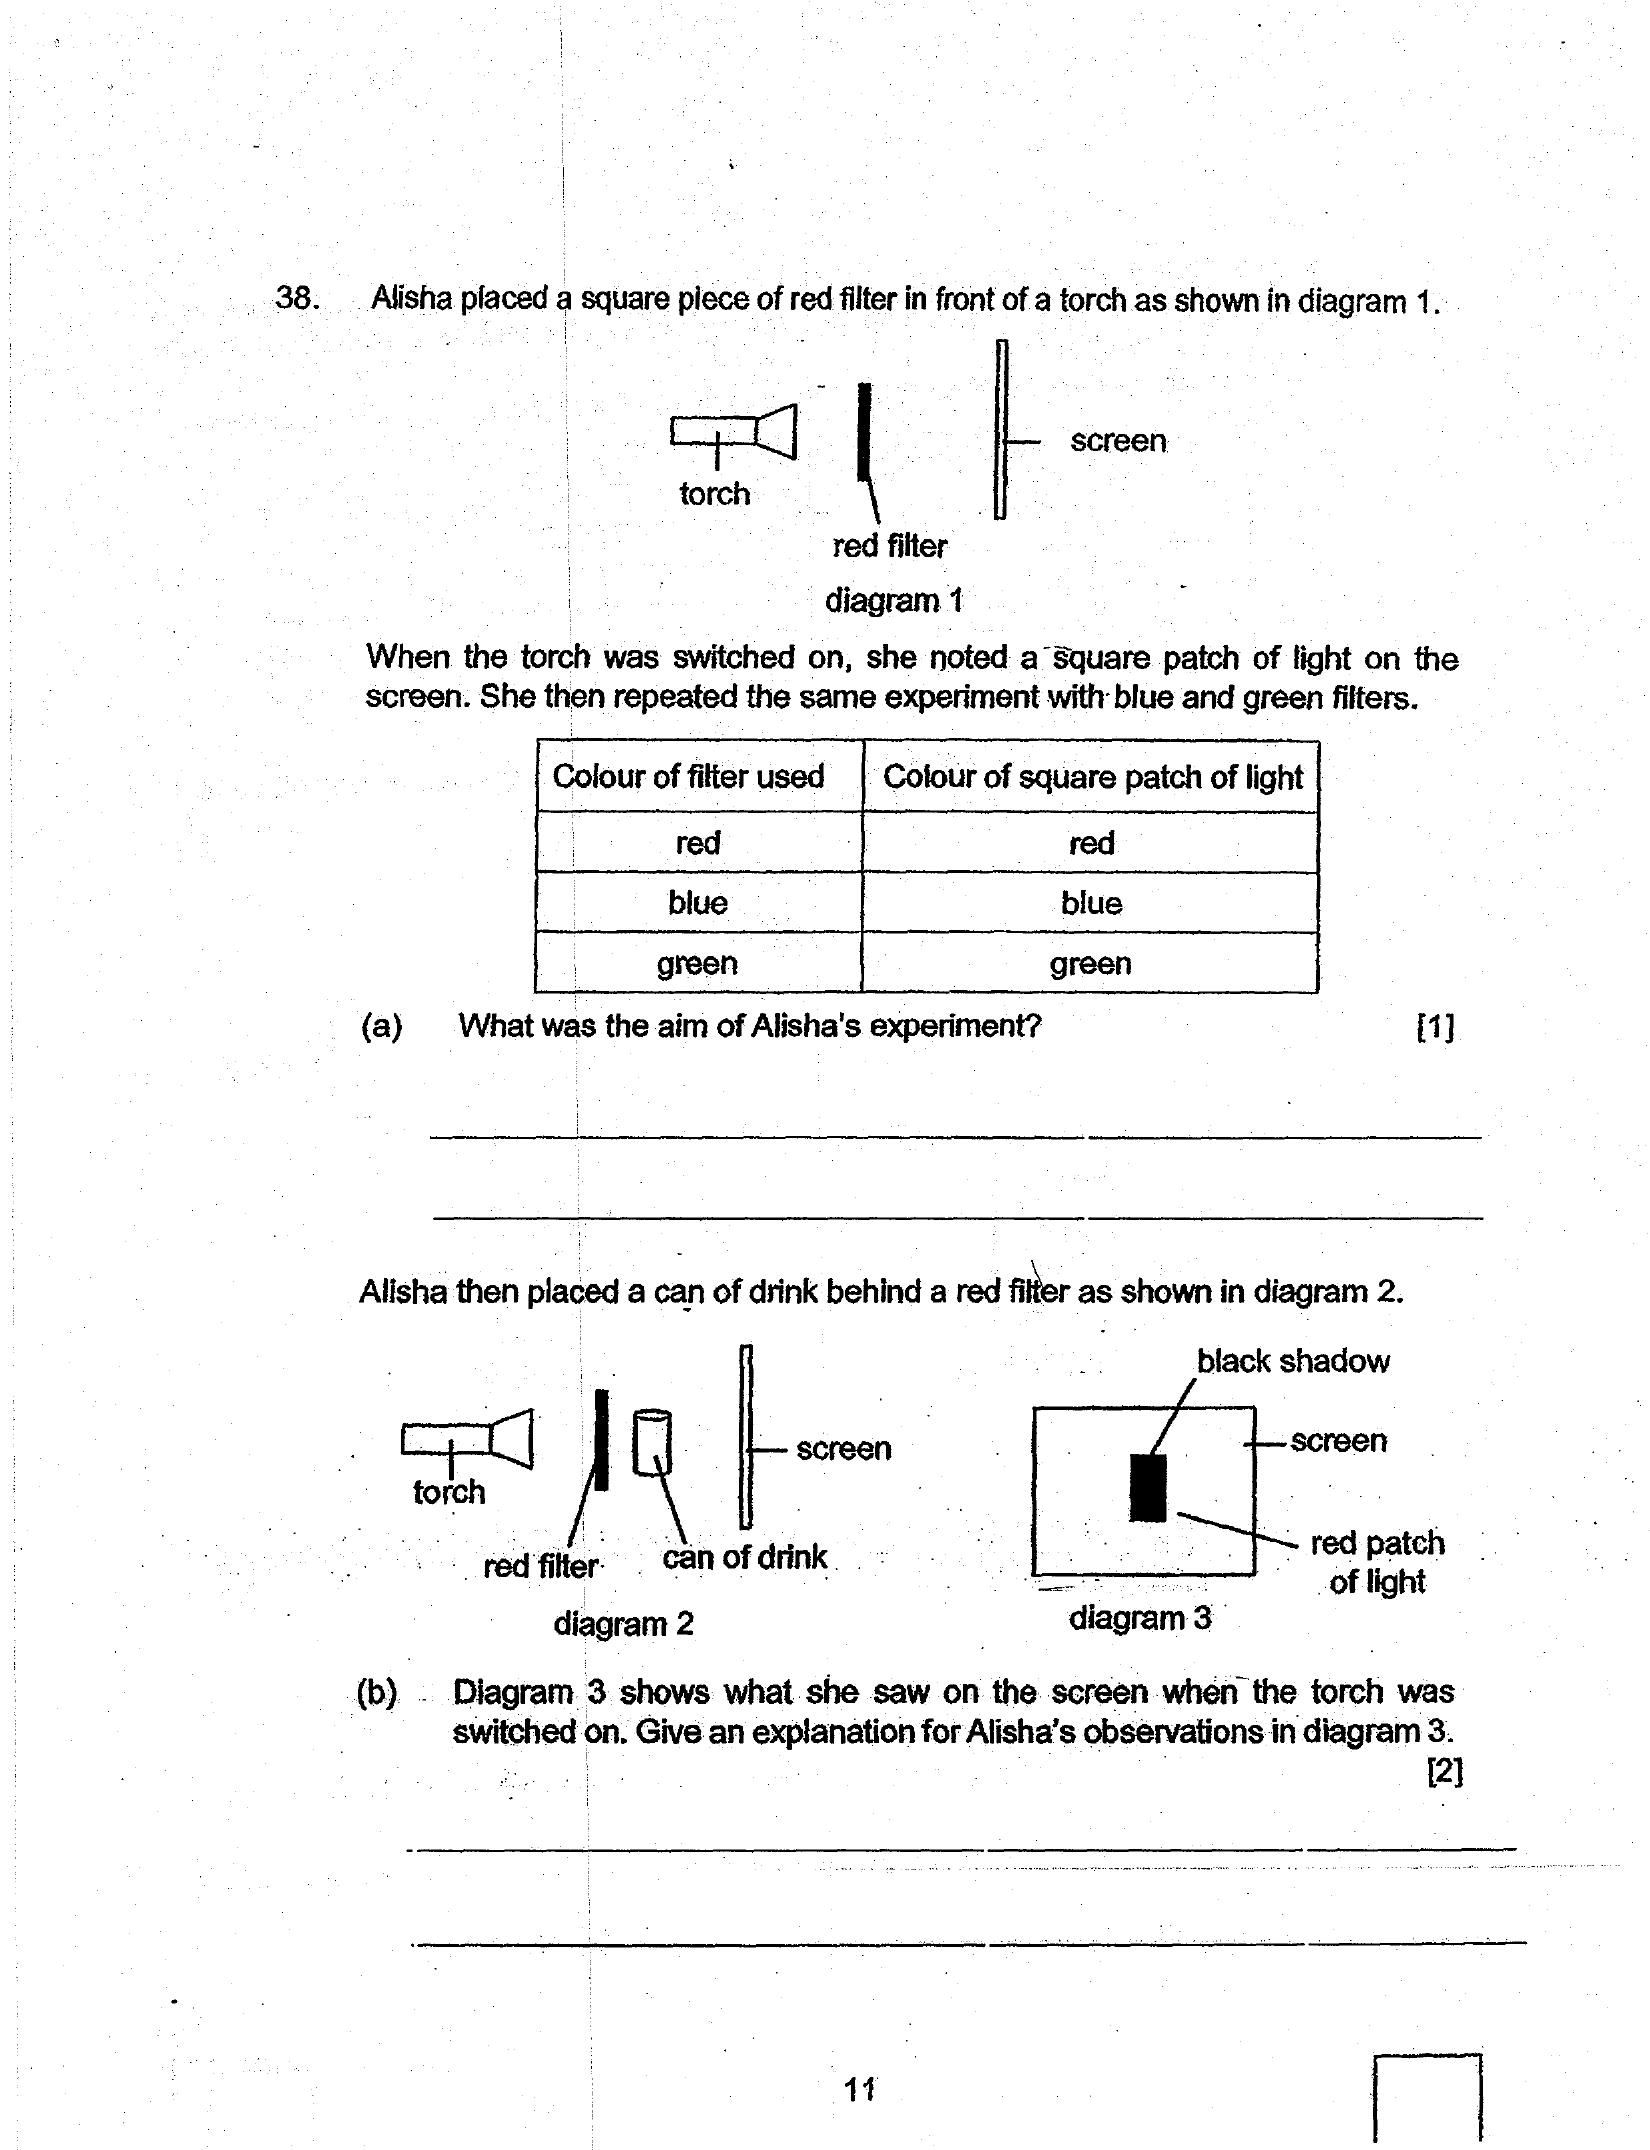 38. Alisha placed a square piece of red filter in front of a torch as shown in diagram 1.
screen
torch
red filter
diagram 1
When the torch was switched on, she noted a square patch of light on the
screen. She then repeated the same experiment with blue and green filters.
Colour of filter used Colour of square patch of light
red red
blue blue
green green
(a) What was the aim of Alisha's experiment? [1]
Alisha then placed a can of drink behind a red filter as shown in diagram 2.
black shadow
screen
screen
torch
red patch
of light
red filter
can of drink
diagram 2
diagram 3
(b) Diagram 3 shows what she saw on the screen when the torch was
switched on. Give an explanation for Alisha's observations in diagram 3.
[2]
11